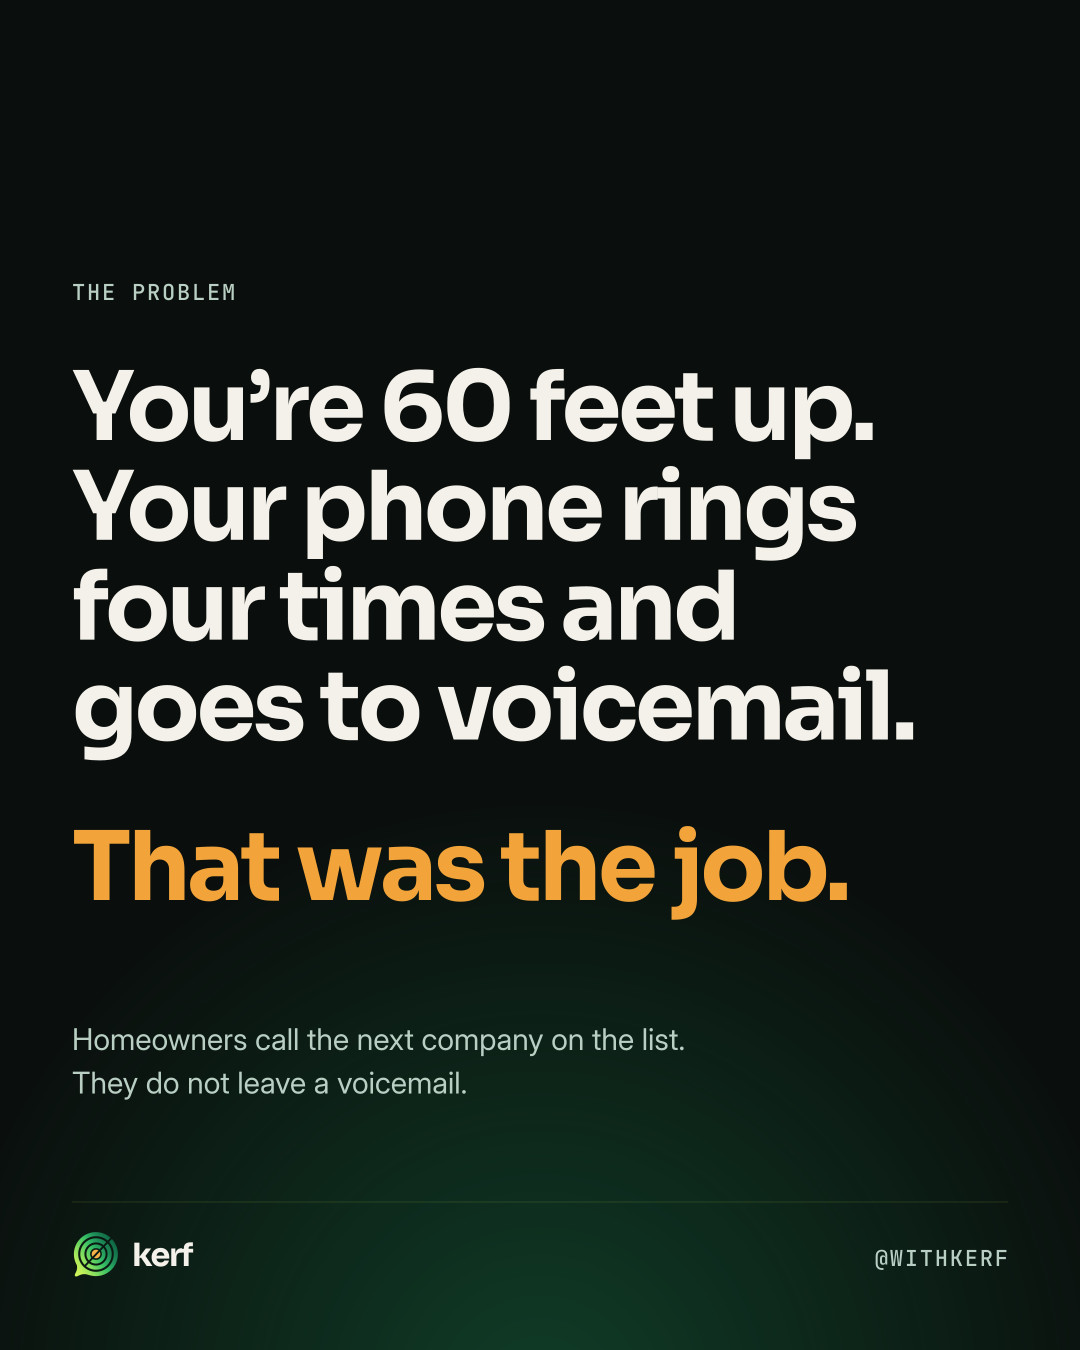 THE PROBLEM
You’re 60 feet up.
Your phone rings
four times and
goes to voicemail.
That was the job.
Homeowners call the next company on the list.
They do not leave a voicemail.
kerf
@WITHKERF